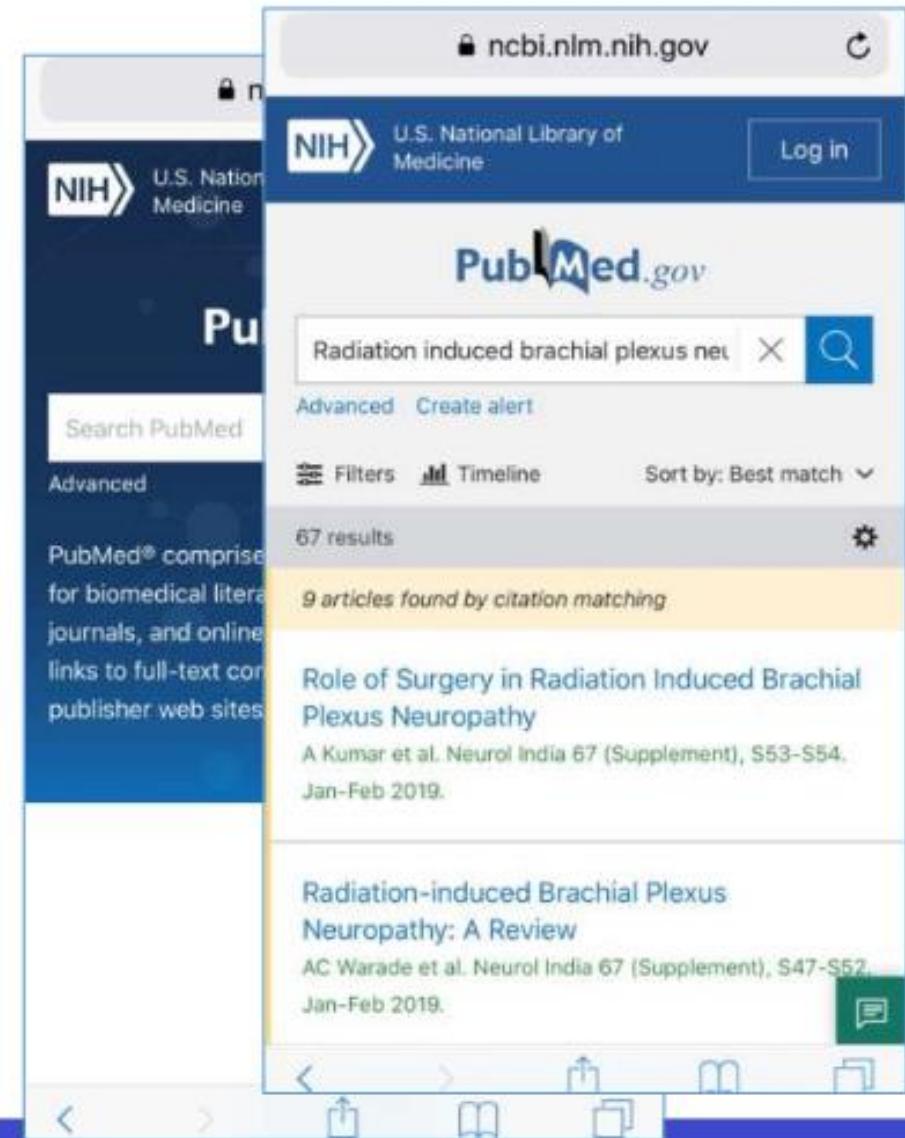 n
NIH
U.S. Nation
Medicine
Pu
Search PubMed
Advanced
PubMed® comprise
for biomedical litera
journals, and online
links to full-text con
publisher web sites
ncbi.nlm.nih.gov
NIH
U.S. National Library of
Medicine
Log in
PubMed.gov
Radiation induced brachial plexus neu
Advanced Create alert
Filters Timeline Sort by: Best match
67 results
9 articles found by citation matching
Role of Surgery in Radiation Induced Brachial
Plexus Neuropathy
A Kumar et al. Neurol India 67 (Supplement), S53-S54.
Jan-Feb 2019.
Radiation-induced Brachial Plexus
Neuropathy: A Review
AC Warade et al. Neurol India 67 (Supplement), S47-S52.
Jan-Feb 2019.